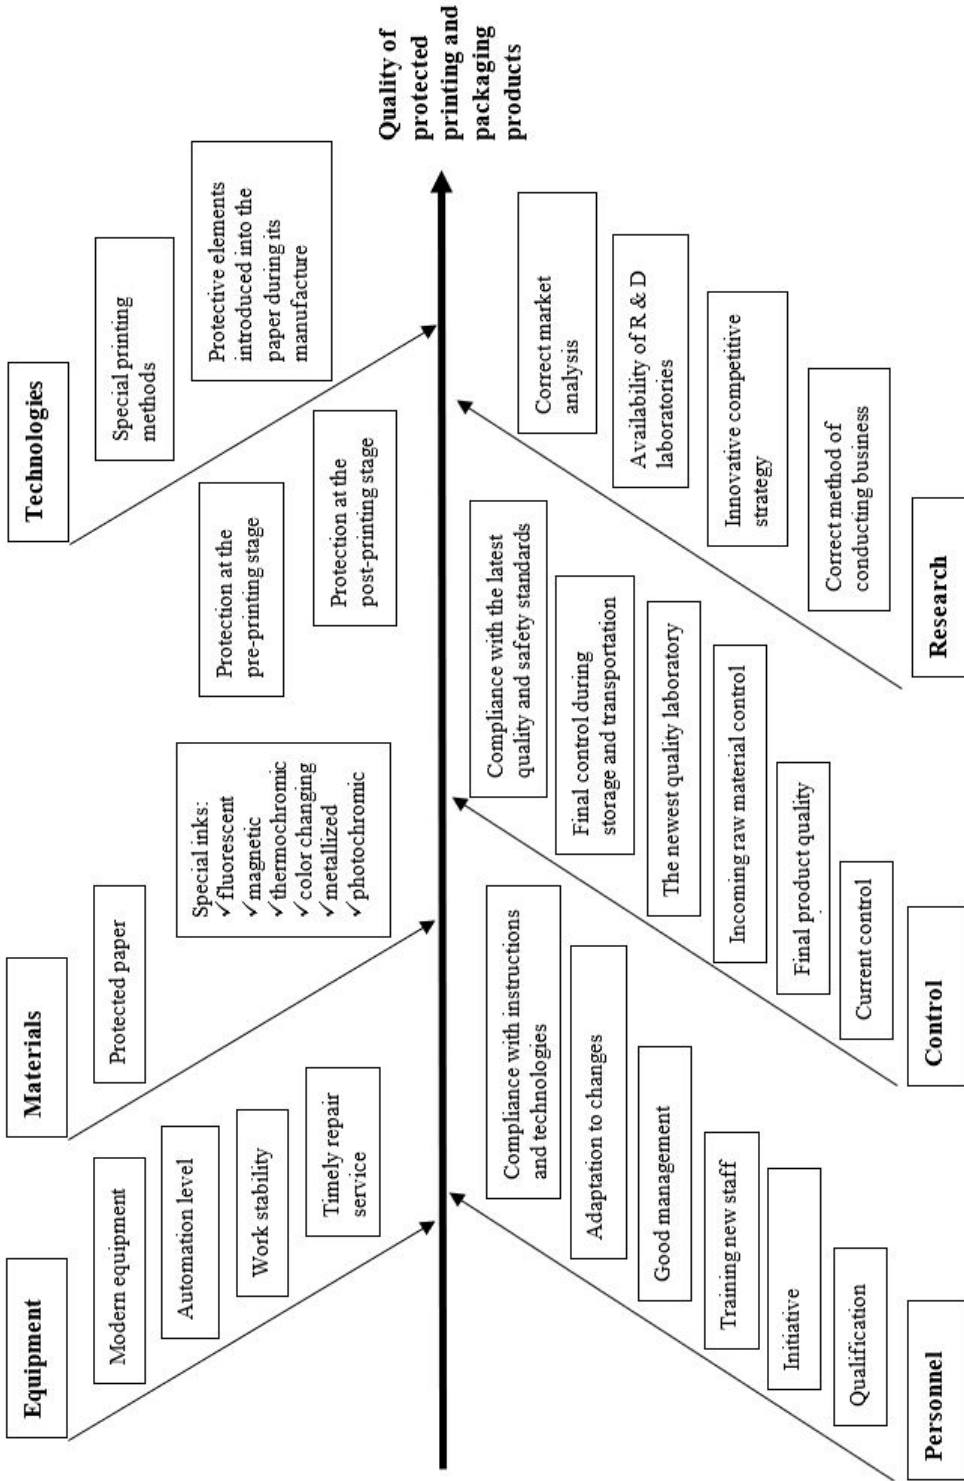 Equipment
Modern equipment
Automation level
Work stability
Timely repair
service
Materials
Protected paper
Special inks:
✓fluorescent
✓magnetic
✓thermochromic
✓color changing
✓metallized
✓photochromic
Technologies
Special printing
methods
Protective elements
introduced into the
paper during its
manufacture
Protection at the
pre-printing stage
Protection at the
post-printing stage
Quality of
protected
printing and
packaging
products
Compliance with instructions
and technologies
Adaptation to changes
Good management
Training new staff
Initiative
Qualification
Personnel
Compliance with the latest
quality and safety standards
Final control during
storage and transportation
The newest quality laboratory
Incoming raw material control
Final product quality
Current control
Control
Correct market
analysis
Availability of R & D
laboratories
Innovative competitive
strategy
Correct method of
conducting business
Research